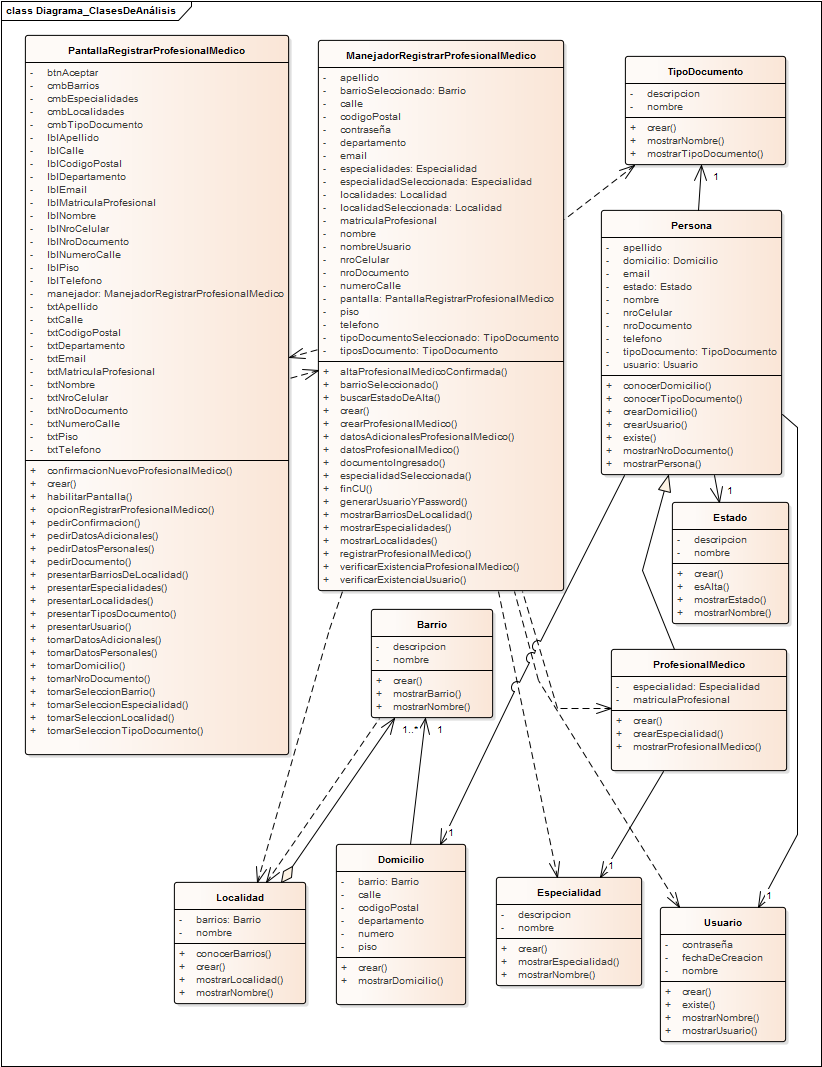 class Diagrama_ClasesDeAnálisis
PantallaRegistrarProfesionalMedico
- btnAceptar
- cmbBarrios
- cmbEspecialidades
- cmbLocalidades
- cmbTipoDocumento
- lblApellido
- lblCalle
- lblCodigoPostal
- lblDepartamento
- lblEmail
- lblMatriculaProfesional
- lblNombre
- lblNroCelular
- lblNroDocumento
- lblNumeroCalle
- lblPiso
- lblTelefono
- manejador: ManejadorRegistrarProfesionalMedico
- txtApellido
- txtCalle
- txtCodigoPostal
- txtDepartamento
- txtEmail
- txtMatriculaProfesional
- txtNombre
- txtNroCelular
- txtNroDocumento
- txtNumeroCalle
- txtPiso
- txtTelefono
+ confirmacionNuevoProfesionalMedico()
+ crear()
+ habilitarPantalla()
+ opcionRegistrarProfesionalMedico()
+ pedirConfirmacion()
+ pedirDatosAdicionales()
+ pedirDatosPersonales()
+ pedirDocumento()
+ presentarBarriosDeLocalidad()
+ presentarEspecialidades()
+ presentarLocalidades()
+ presentarTiposDocumento()
+ presentarUsuario()
+ tomarDatosAdicionales()
+ tomarDatosPersonales()
+ tomarDomicilio()
+ tomarNroDocumento()
+ tomarSeleccionBarrio()
+ tomarSeleccionEspecialidad()
+ tomarSeleccionLocalidad()
+ tomarSeleccionTipoDocumento()
ManejadorRegistrarProfesionalMedico
- apellido
- barrioSeleccionado: Barrio
- calle
- codigoPostal
- contraseña
- departamento
- email
- especialidades: Especialidad
- especialidadSeleccionada: Especialidad
- localidades: Localidad
- localidadSeleccionada: Localidad
- matriculaProfesional
- nombre
- nombreUsuario
- nroCelular
- nroDocumento
- numeroCalle
- pantalla: PantallaRegistrarProfesionalMedico
- piso
- telefono
- tipoDocumentoSeleccionado: TipoDocumento
- tiposDocumento: TipoDocumento
+ altaProfesionalMedicoConfirmada()
+ barrioSeleccionado()
+ buscarEstadoDeAlta()
+ crear()
+ crearProfesionalMedico()
+ datosAdicionalesProfesionalMedico()
+ datosProfesionalMedico()
+ documentoIngresado()
+ especialidadSeleccionada()
+ finCU()
+ generarUsuarioYPassword()
+ mostrarBarriosDeLocalidad()
+ mostrarEspecialidades()
+ mostrarLocalidades()
+ registrarProfesionalMedico()
+ verificarExistenciaProfesionalMedico()
+ verificarExistenciaUsuario()
TipoDocumento
- descripcion
- nombre
+ crear()
+ mostrarNombre()
+ mostrarTipoDocumento()
1
Persona
- apellido
- domicilio: Domicilio
- email
- estado: Estado
- nombre
- nroCelular
- nroDocumento
- telefono
- tipoDocumento: TipoDocumento
- usuario: Usuario
+ conocerDomicilio()
+ conocerTipoDocumento()
+ crearDomicilio()
+ crearUsuario()
+ existe()
+ mostrarNroDocumento()
+ mostrarPersona()
1
Estado
- descripcion
- nombre
+ crear()
+ esAlta()
+ mostrarEstado()
+ mostrarNombre()
Barrio
- descripcion
- nombre
+ crear()
+ mostrarBarrio()
+ mostrarNombre()
1..* 1
ProfesionalMedico
- especialidad: Especialidad
- matriculaProfesional
+ crear()
+ crearEspecialidad()
+ mostrarProfesionalMedico()
1
1
1
Localidad
- barrios: Barrio
- nombre
+ conocerBarrios()
+ crear()
+ mostrarLocalidad()
+ mostrarNombre()
Domicilio
- barrio: Barrio
- calle
- codigoPostal
- departamento
- numero
- piso
+ crear()
+ mostrarDomicilio()
Especialidad
- descripcion
- nombre
+ crear()
+ mostrarEspecialidad()
+ mostrarNombre()
Usuario
- contraseña
- fechaDeCreacion
- nombre
+ crear()
+ existe()
+ mostrarNombre()
+ mostrarUsuario()